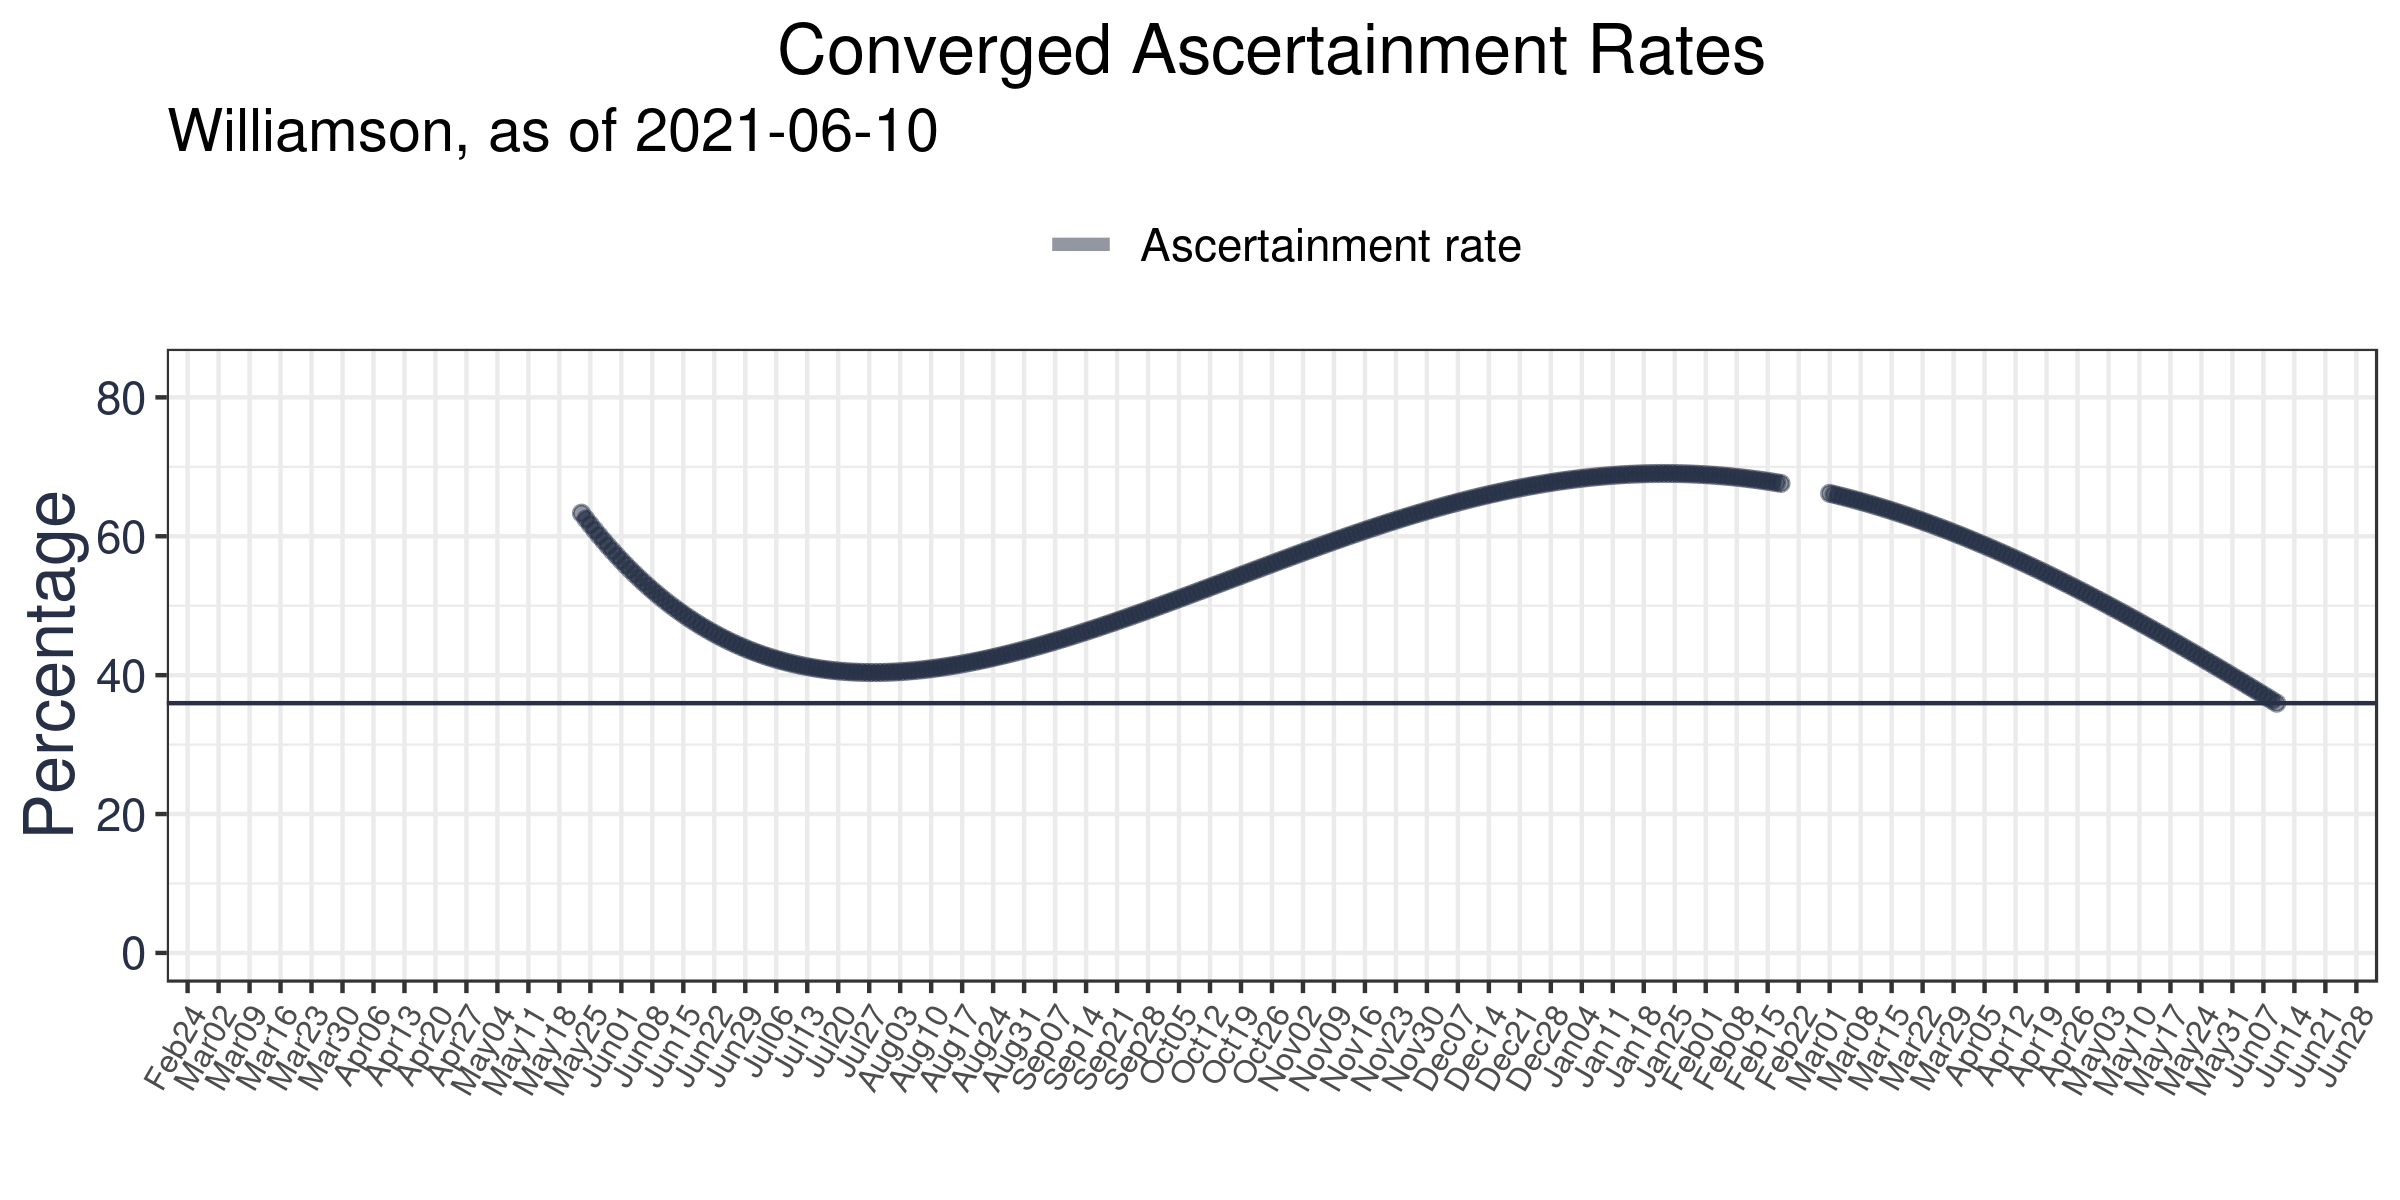 Converged Ascertainment Rates
Williamson, as of 2021-06-10
Ascertainment rate
Percentage
80
60
40
20
0
Feb24
Mar02
Mar09
Mar16
Mar23
Mar30
Apr06
Apr13
Apr20
Apr27
May04
May11
May18
May25
Jun01
Jun08
Jun15
Jun22
Jun29
Jul06
Jul13
Jul20
Jul27
Aug03
Aug10
Aug17
Aug24
Aug31
Sep07
Sep14
Sep21
Sep28
Oct05
Oct12
Oct19
Oct26
Nov02
Nov09
Nov16
Nov23
Nov30
Dec07
Dec14
Dec21
Dec28
Jan04
Jan11
Jan18
Jan25
Feb01
Feb08
Feb15
Feb22
Mar01
Mar08
Mar15
Mar22
Mar29
Apr05
Apr12
Apr19
Apr26
May03
May10
May17
May24
May31
Jun07
Jun14
Jun21
Jun28